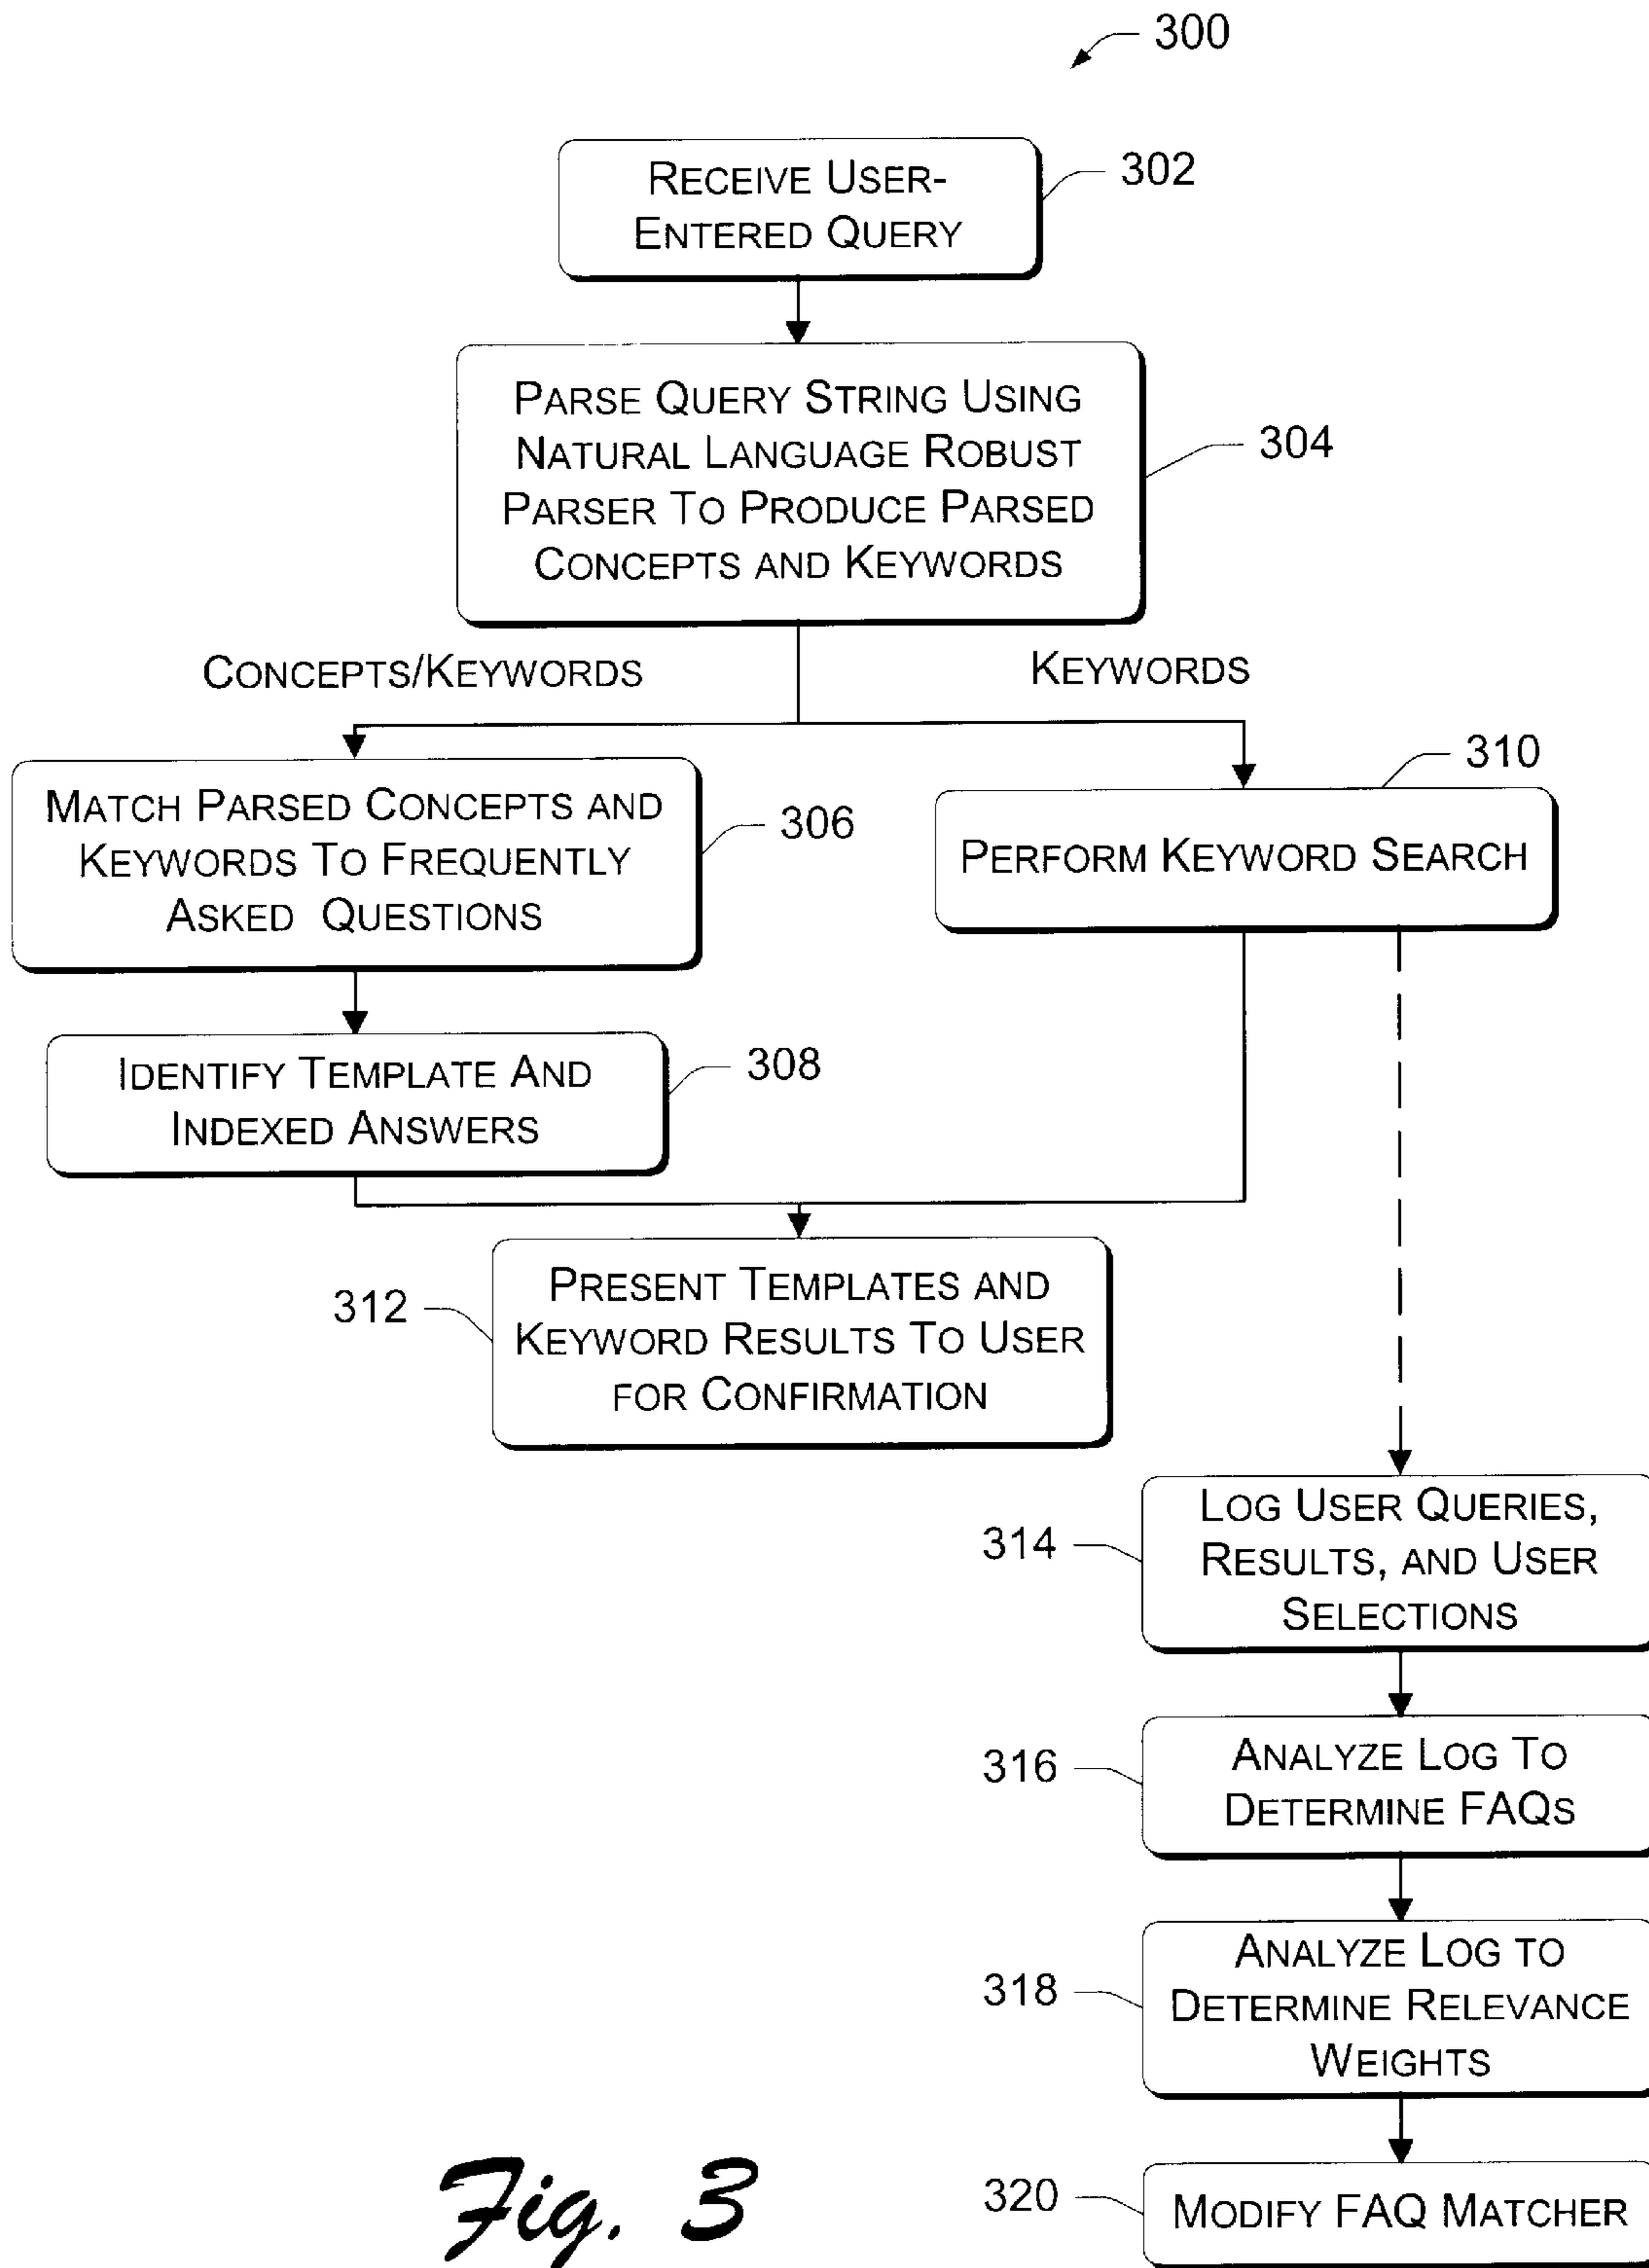 300
RECEIVE USER-
ENTERED QUERY
302
PARSE QUERY STRING USING
NATURAL LANGUAGE ROBUST
PARSER TO PRODUCE PARSED
CONCEPTS AND KEYWORDS
304
CONCEPTS/KEYWORDS
KEYWORDS
MATCH PARSED CONCEPTS AND
KEYWORDS TO FREQUENTLY
ASKED QUESTIONS
306
310
PERFORM KEYWORD SEARCH
IDENTIFY TEMPLATE AND
INDEXED ANSWERS
308
312
PRESENT TEMPLATES AND
KEYWORD RESULTS TO USER
FOR CONFIRMATION
314
LOG USER QUERIES,
RESULTS, AND USER
SELECTIONS
316
ANALYZE LOG TO
DETERMINE FAQS
318
ANALYZE LOG TO
DETERMINE RELEVANCE
WEIGHTS
320
MODIFY FAQ MATCHER
Fig. 3